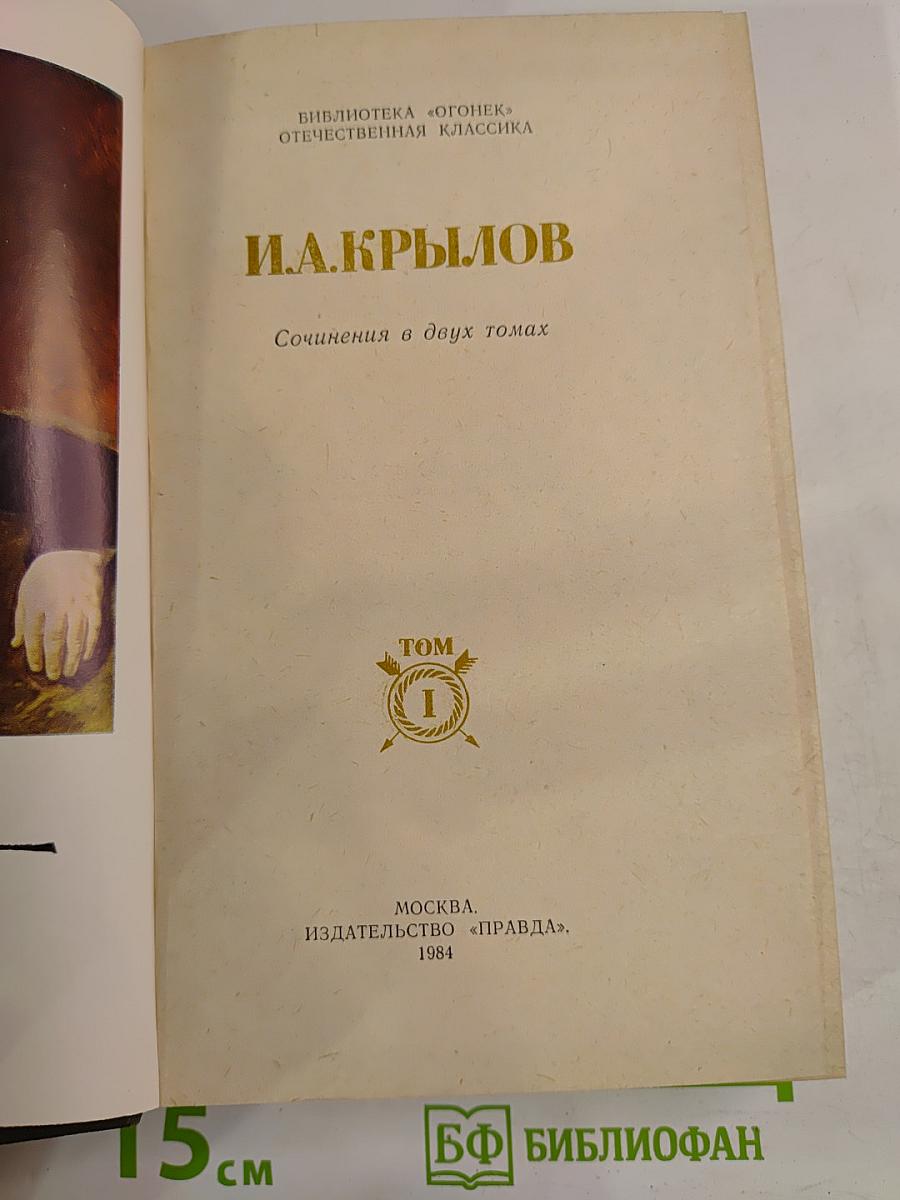 БИБЛИОТЕКА «ОГОНЕК»
ОТЕЧЕСТВЕННАЯ КЛАССИКА
И.А.КРЫЛОВ
Сочинения в двух томах
ТОМ
I
МОСКВА.
ИЗДАТЕЛЬСТВО «ПРАВДА».
1984
15 см
БФ БИБЛИОФАН